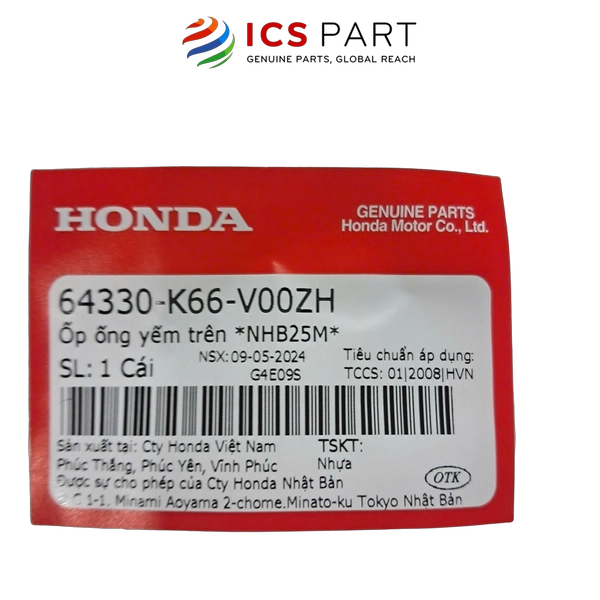 ICS PART
GENUINE PARTS, GLOBAL REACH
HONDA
GENUINE PARTS
Honda Motor Co., Ltd.
64330-K66-V00ZH
Ốp ống yếm trên *NHB25M*
SL: 1 Cái
NSX: 09-05-2024
G4E09S
Tiêu chuẩn áp dụng:
TCCS: 01|2008|HVN
Sản xuất tại: Cty Honda Việt Nam
Phúc Thắng, Phúc Yên, Vĩnh Phúc
TSKT:
Nhựa
Được sự cho phép của Cty Honda Nhật Bản
1-1, Minami Aoyama 2-chome.Minato-ku Tokyo Nhật Bản
OTK